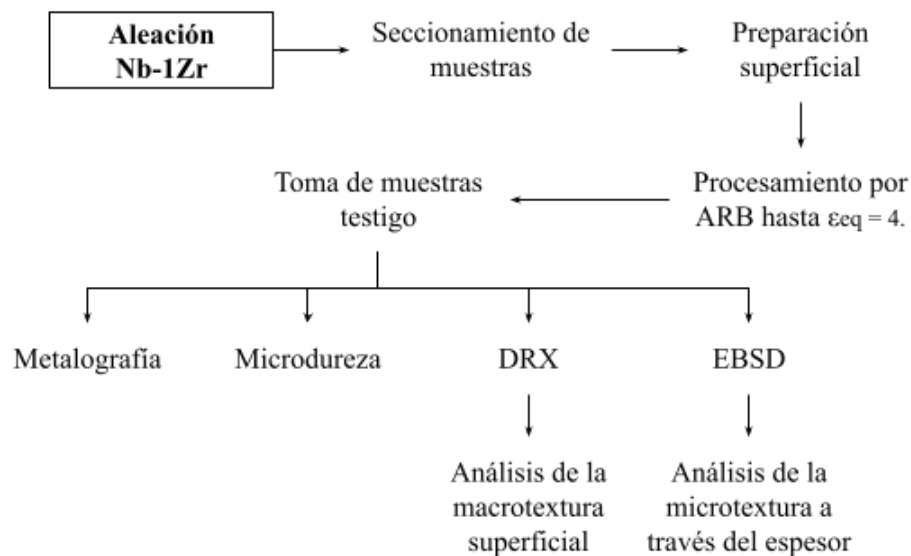 Aleación
Nb-1Zr
Seccionamiento de
muestras
Preparación
superficial
Toma de muestras
testigo
Procesamiento por
ARB hasta εeq = 4.
Metalografía
Microdureza
DRX
EBSD
Análisis de la
macrotextura
superficial
Análisis de la
microtextura a
través del espesor